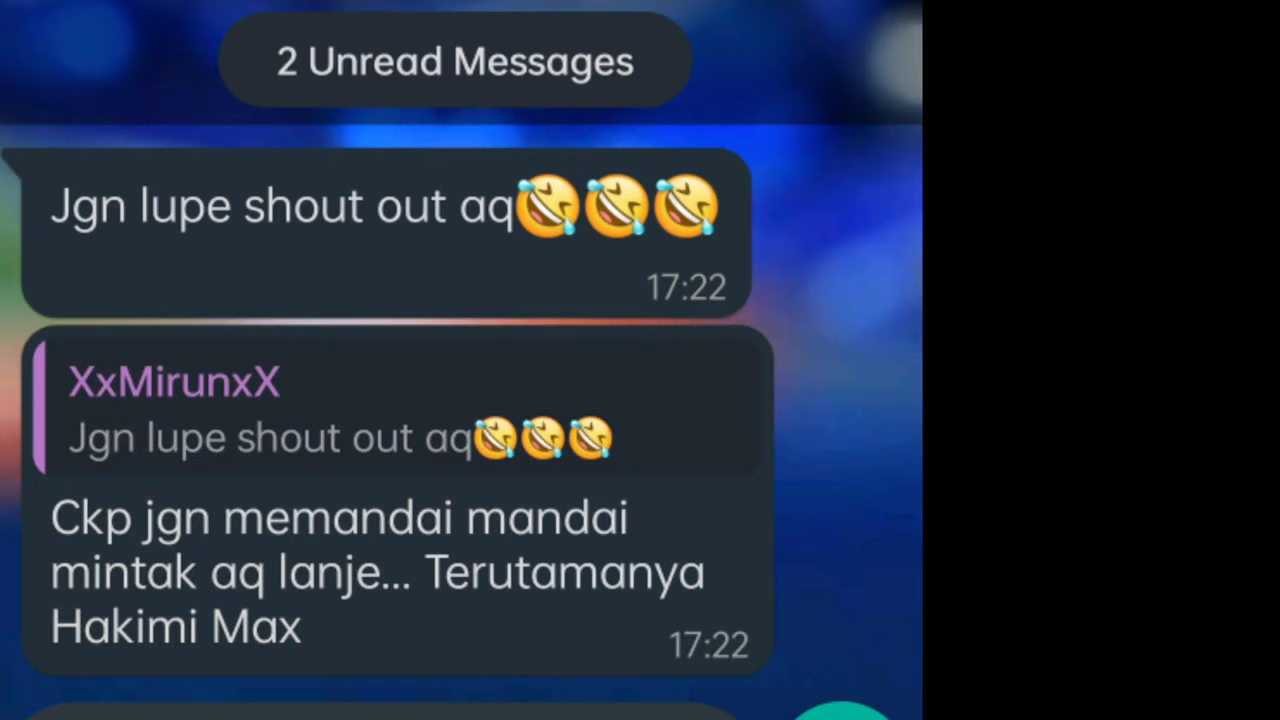 2 Unread Messages
Jgn lupe shout out aq🤣🤣🤣
17:22
XxMirunxX
Jgn lupe shout out aq🤣🤣🤣
Ckp jgn memandai mandai
mintak aq lanje... Terutamanya
Hakimi Max
17:22